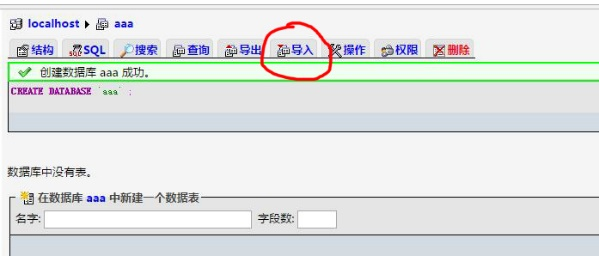 localhost ▸ aaa
结构 SQL 搜索 查询 导出 导入 操作 权限 删除
创建数据库 aaa 成功。
CREATE DATABASE `aaa` ;
数据库中没有表。
在数据库 aaa 中新建一个数据表
名字: 字段数: